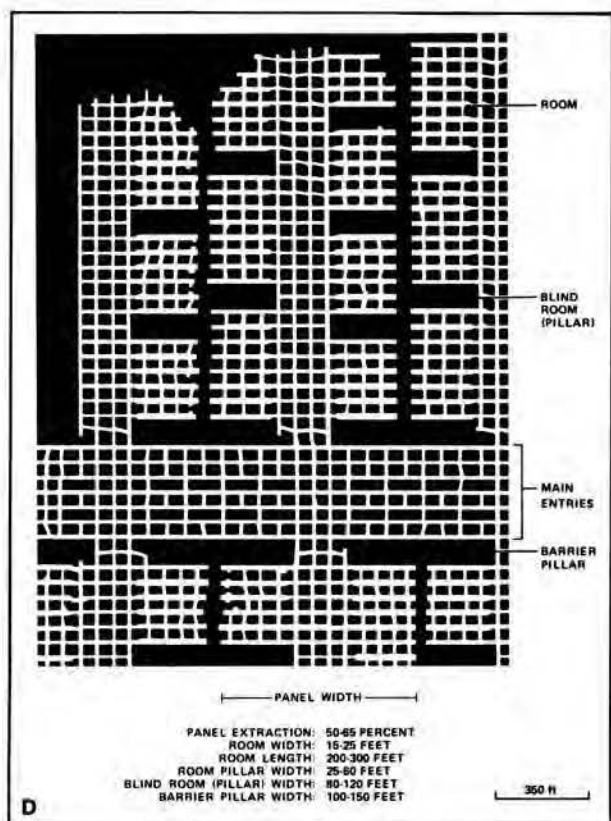 ROOM
BLIND
ROOM
(PILLAR)
MAIN
ENTRIES
BARRIER
PILLAR
PANEL WIDTH
PANEL EXTRACTION: 50-65 PERCENT
ROOM WIDTH: 15-25 FEET
ROOM LENGTH: 200-300 FEET
ROOM PILLAR WIDTH: 25-60 FEET
BLIND ROOM (PILLAR) WIDTH: 80-120 FEET
BARRIER PILLAR WIDTH: 100-150 FEET
350 ft
D